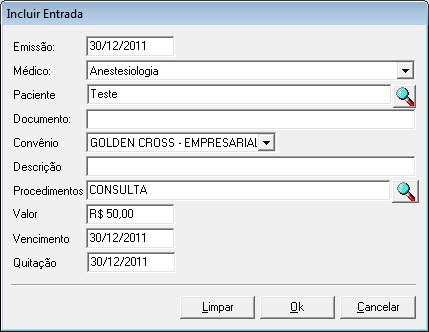 Incluir Entrada
Emissão: 30/12/2011
Médico: Anestesiologia
Paciente Teste
Documento:
Convênio GOLDEN CROSS - EMPRESARIAL
Descrição
Procedimentos CONSULTA
Valor R$ 50,00
Vencimento 30/12/2011
Quitação 30/12/2011
Limpar Ok Cancelar